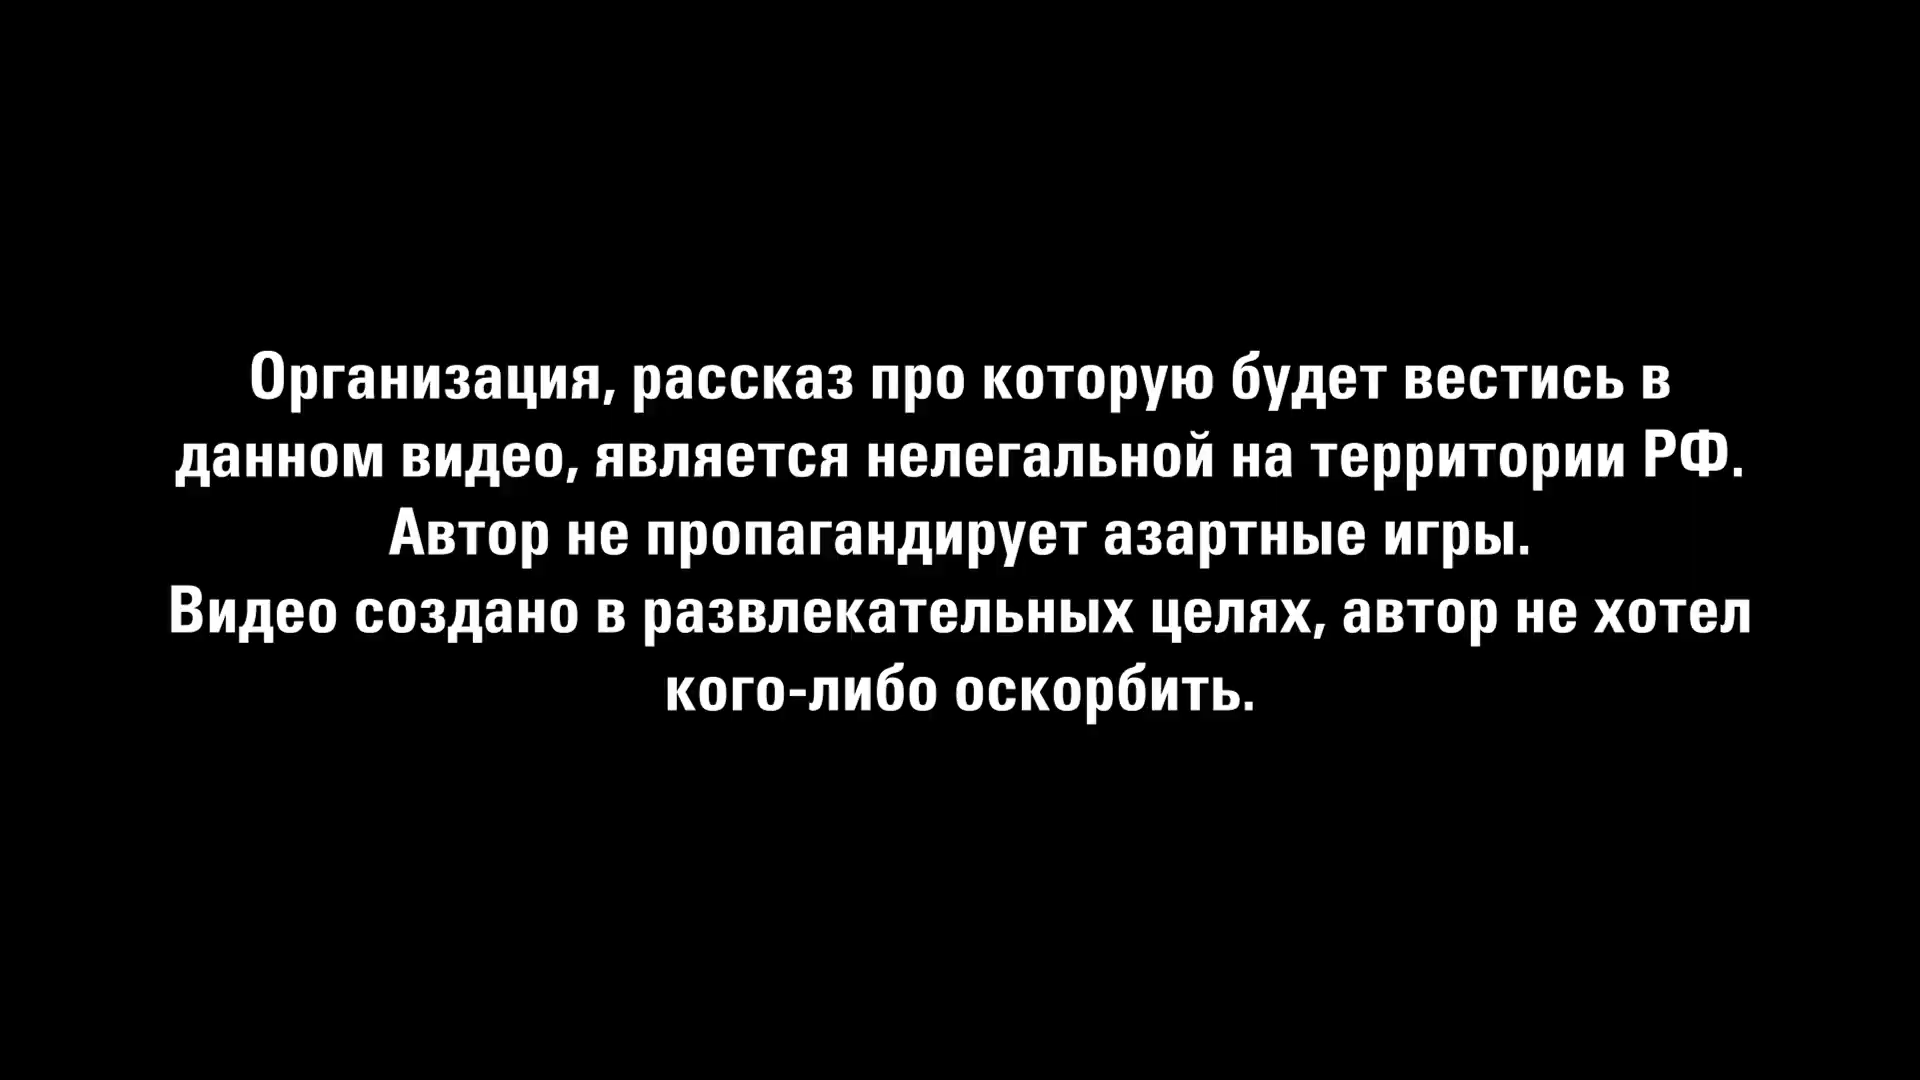 Организация, рассказ про которую будет вестись в
данном видео, является нелегальной на территории РФ.
Автор не пропагандирует азартные игры.
Видео создано в развлекательных целях, автор не хотел
кого-либо оскорбить.